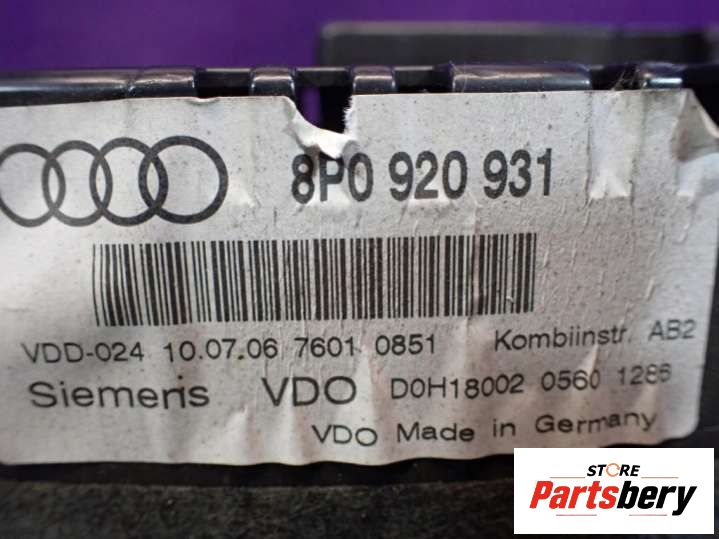 8P0 920 931
VDD-024 10.07.06 7601 0851 Kombiinstr. AB2
Siemens VDO D0H18002 0560 1286
VDO Made in Germany
STORE
Partsbery